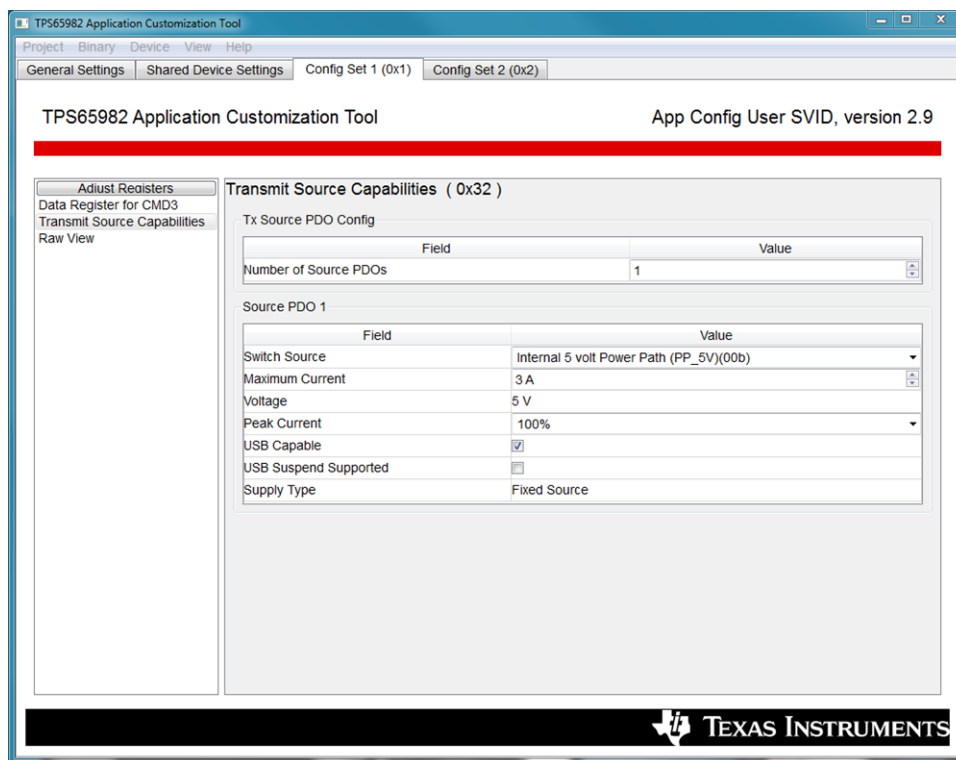 TPS65982 Application Customization Tool
Project Binary Device View Help
General Settings Shared Device Settings Config Set 1 (0x1) Config Set 2 (0x2)
TPS65982 Application Customization Tool App Config User SVID, version 2.9
Adjust Registers
Data Register for CMD3
Transmit Source Capabilities
Raw View
Transmit Source Capabilities ( 0x32 )
Tx Source PDO Config
Field Value
Number of Source PDOs 1
Source PDO 1
Field Value
Switch Source Internal 5 volt Power Path (PP_5V)(00b)
Maximum Current 3 A
Voltage 5 V
Peak Current 100%
USB Capable
USB Suspend Supported
Supply Type Fixed Source
TEXAS INSTRUMENTS